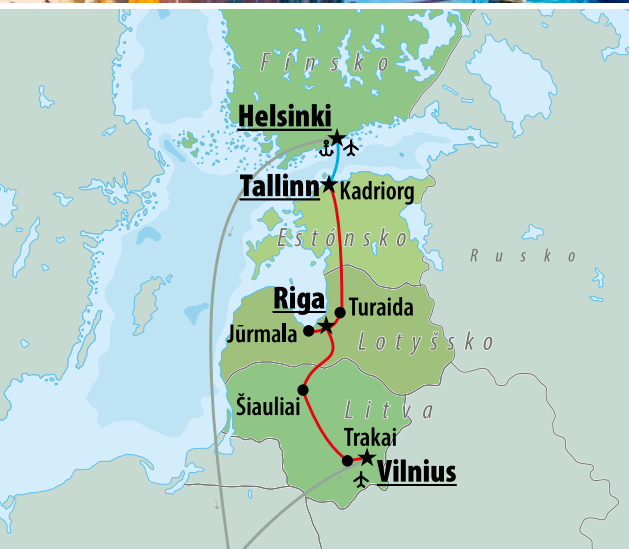 Fínsko
Helsinki
Tallinn
Kadriorg
Estónsko
Rusko
Riga
Turaida
Jūrmala
Lotyšsko
Šiauliai
Litva
Trakai
Vilnius